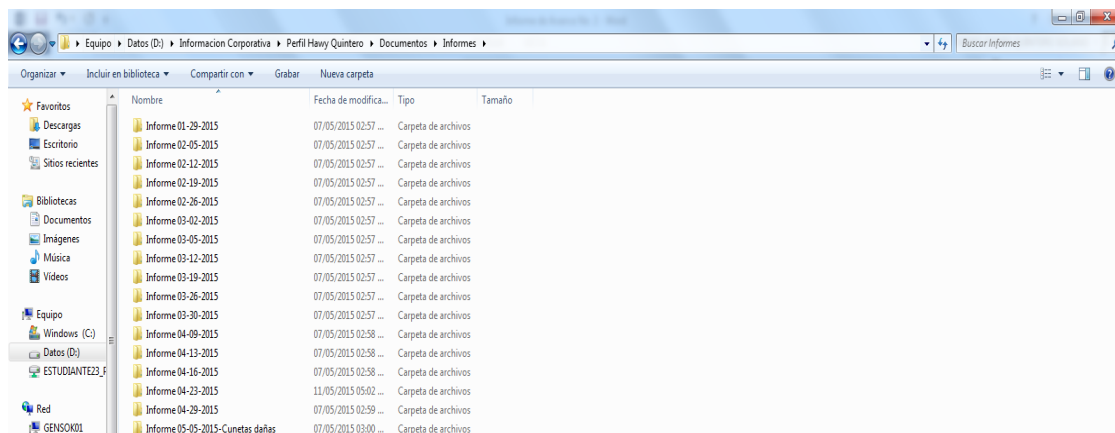 Equipo ▸ Datos (D:) ▸ Informacion Corporativa ▸ Perfil Hawy Quintero ▸ Documentos ▸ Informes ▸ Buscar Informes
Organizar Incluir en biblioteca Compartir con Grabar Nueva carpeta
Favoritos
Descargas
Escritorio
Sitios recientes
Bibliotecas
Documentos
Imágenes
Música
Vídeos
Equipo
Windows (C:)
Datos (D:)
ESTUDIANTE23_F
Red
GENSOK01
Nombre Fecha de modifica... Tipo Tamaño
Informe 01-29-2015 07/05/2015 02:57 ... Carpeta de archivos
Informe 02-05-2015 07/05/2015 02:57 ... Carpeta de archivos
Informe 02-12-2015 07/05/2015 02:57 ... Carpeta de archivos
Informe 02-19-2015 07/05/2015 02:57 ... Carpeta de archivos
Informe 02-26-2015 07/05/2015 02:57 ... Carpeta de archivos
Informe 03-02-2015 07/05/2015 02:57 ... Carpeta de archivos
Informe 03-05-2015 07/05/2015 02:57 ... Carpeta de archivos
Informe 03-12-2015 07/05/2015 02:57 ... Carpeta de archivos
Informe 03-19-2015 07/05/2015 02:57 ... Carpeta de archivos
Informe 03-26-2015 07/05/2015 02:57 ... Carpeta de archivos
Informe 03-30-2015 07/05/2015 02:57 ... Carpeta de archivos
Informe 04-09-2015 07/05/2015 02:58 ... Carpeta de archivos
Informe 04-13-2015 07/05/2015 02:58 ... Carpeta de archivos
Informe 04-16-2015 07/05/2015 02:58 ... Carpeta de archivos
Informe 04-23-2015 11/05/2015 05:02 ... Carpeta de archivos
Informe 04-29-2015 07/05/2015 02:59 ... Carpeta de archivos
Informe 05-05-2015-Cunetas dañas 07/05/2015 03:00 ... Carpeta de archivos